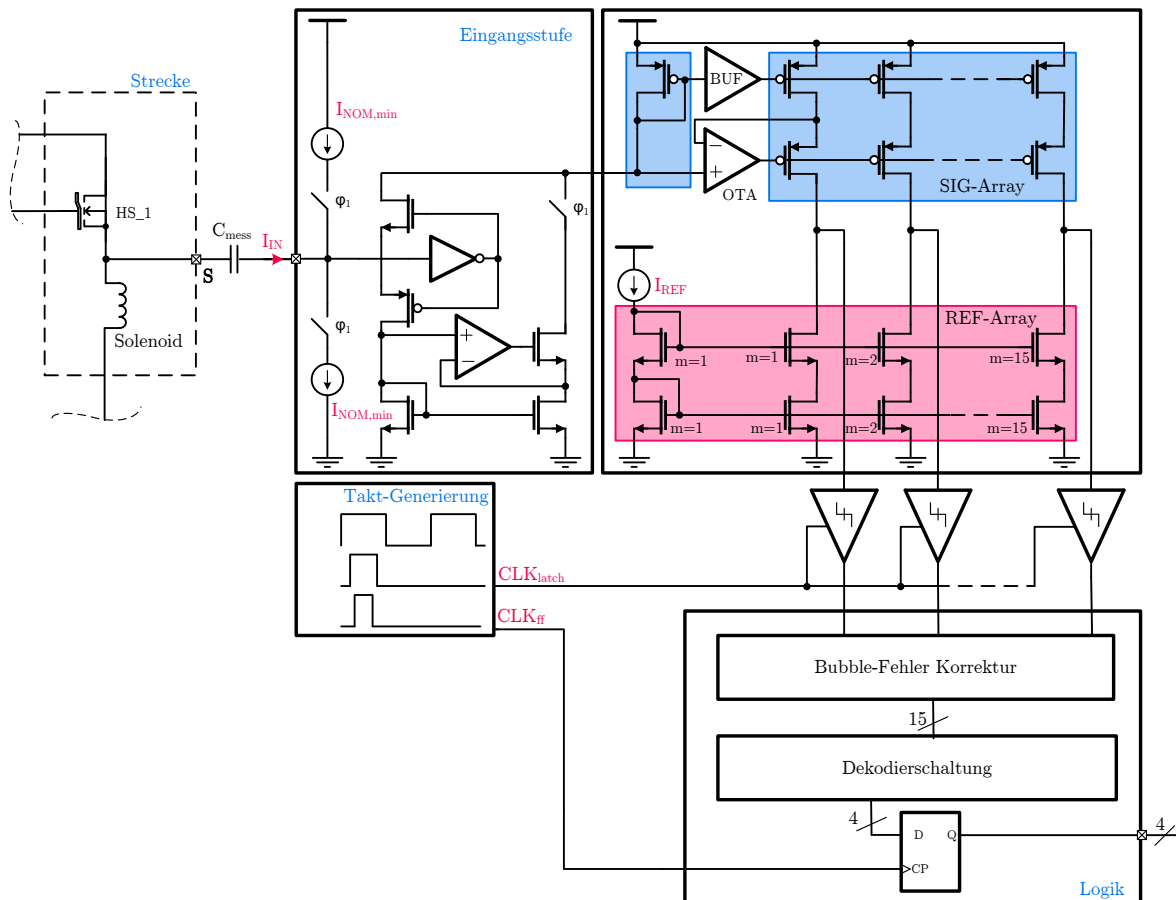 Eingangsstufe
Strecke
BUF
I_NOM,min
OTA
SIG-Array
φ₁
φ₁
HS_1
C_mess
I_IN
S
I_REF
φ₁
Solenoid
REF-Array
m=1
m=1
m=2
m=15
I_NOM,min
m=1
m=1
m=2
m=15
−
+
+
−
Takt-Generierung
CLK_latch
CLK_ff
Bubble-Fehler Korrektur
15
Dekodierschaltung
4
D
Q
4
CP
Logik